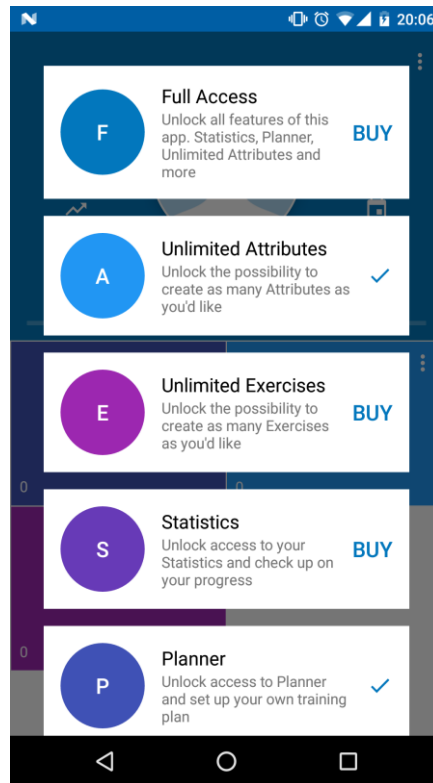 N
20:06
F
Full Access
Unlock all features of this
app. Statistics, Planner,
Unlimited Attributes and
more
BUY
A
Unlimited Attributes
Unlock the possibility to
create as many Attributes as
you'd like
E
Unlimited Exercises
Unlock the possibility to
create as many Exercises
as you'd like
BUY
0
0
S
Statistics
Unlock access to your
Statistics and check up on
your progress
BUY
0
P
Planner
Unlock access to Planner
and set up your own training
plan